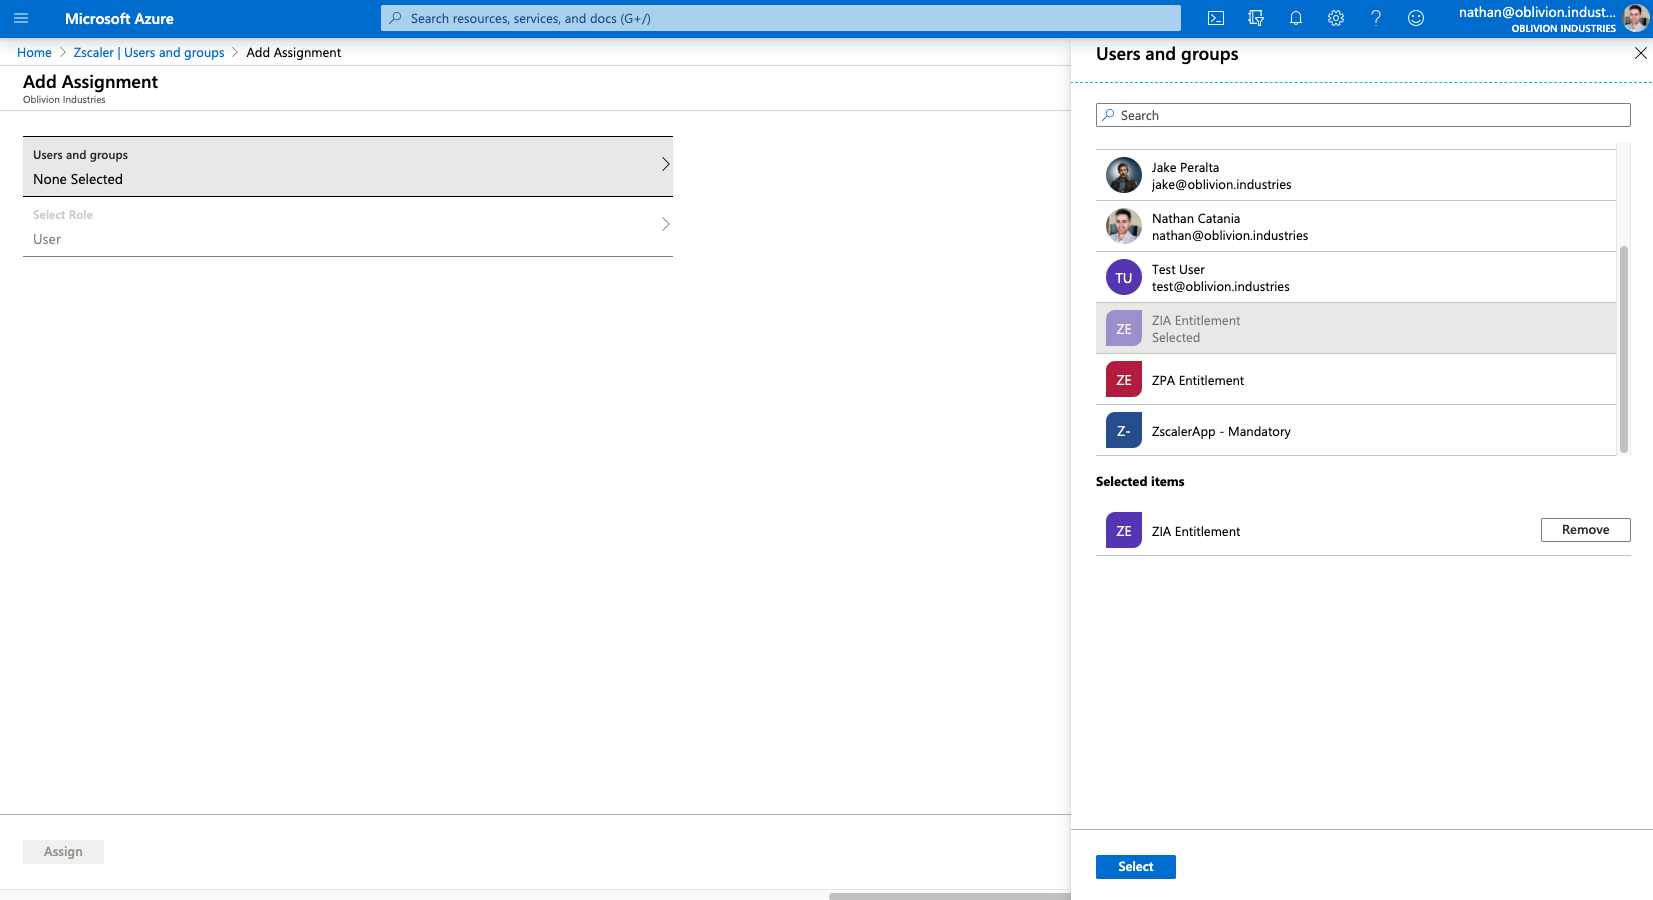 Microsoft Azure
Search resources, services, and docs (G+/)
nathan@oblivion.indust...
OBLIVION INDUSTRIES
Home > Zscaler | Users and groups > Add Assignment
Add Assignment
Oblivion Industries
Users and groups
None Selected
Select Role
User
Assign
Users and groups
Search
Jake Peralta
jake@oblivion.industries
Nathan Catania
nathan@oblivion.industries
TU
Test User
test@oblivion.industries
ZE
ZIA Entitlement
Selected
ZE
ZPA Entitlement
Z-
ZscalerApp - Mandatory
Selected items
ZE
ZIA Entitlement
Remove
Select